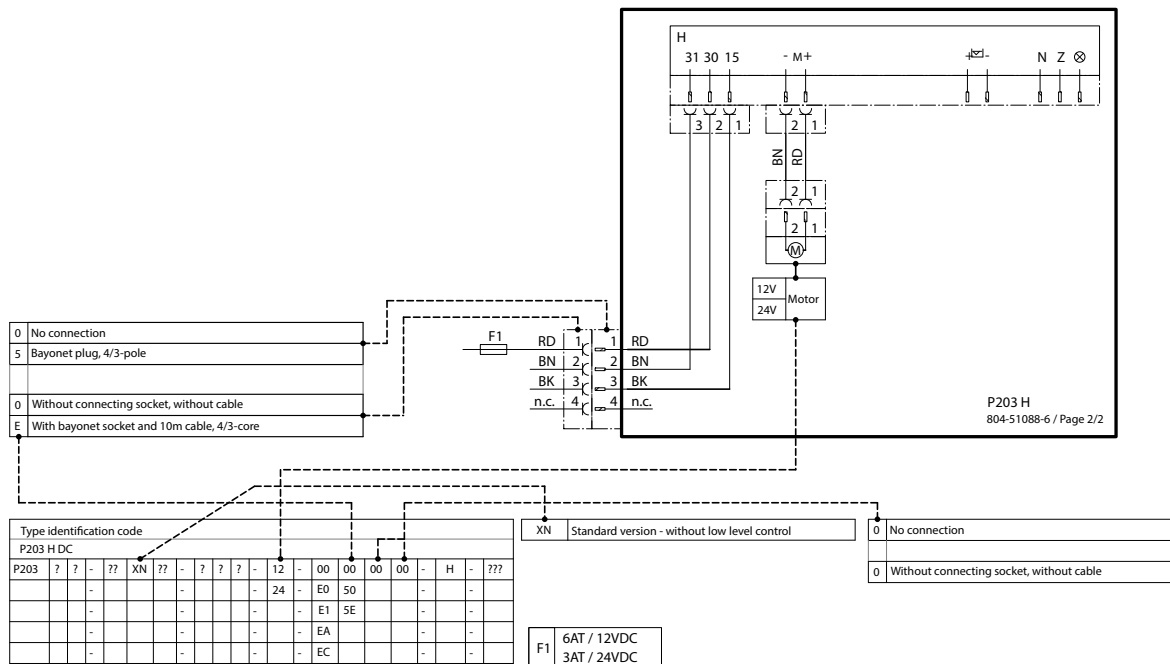 H
31 30 15
- M+
+ -
N Z ⊗
3 2 1
2 1
BN RD
2 1
2 1
M
12V
24V
Motor
0 No connection
5 Bayonet plug, 4/3-pole
0 Without connecting socket, without cable
E With bayonet socket and 10m cable, 4/3-core
F1
RD 1 1 RD
BN 2 2 BN
BK 3 3 BK
n.c. 4 4 n.c.
P203 H
804-51088-6 / Page 2/2
Type identification code
P203 H DC
P203 ? ? - ?? XN ?? - ? ? ? - 12 - 00 00 00 00 - H - ???
- - - 24 - E0 50 - -
- - - - E1 5E - -
- - - - EA - -
- - - - EC - -
XN Standard version - without low level control
0 No connection
0 Without connecting socket, without cable
F1
6AT / 12VDC
3AT / 24VDC